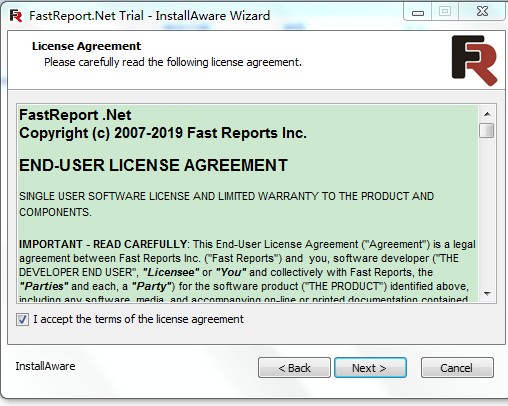 FastReport.Net Trial - InstallAware Wizard
License Agreement
Please carefully read the following license agreement.
FR
FastReport .Net
Copyright (c) 2007-2019 Fast Reports Inc.
END-USER LICENSE AGREEMENT
SINGLE USER SOFTWARE LICENSE AND LIMITED WARRANTY TO THE PRODUCT AND
COMPONENTS.
IMPORTANT - READ CAREFULLY: This End-User License Agreement ("Agreement") is a legal
agreement between Fast Reports Inc. ("Fast Reports") and  you, software developer ("THE
DEVELOPER END USER", "Licensee" or "You" and collectively with Fast Reports, the
"Parties" and each, a "Party") for the software product ("THE PRODUCT") identified above,
including any software, media, and accompanying on-line or printed documentation contained
I accept the terms of the license agreement
InstallAware
< Back
Next >
Cancel